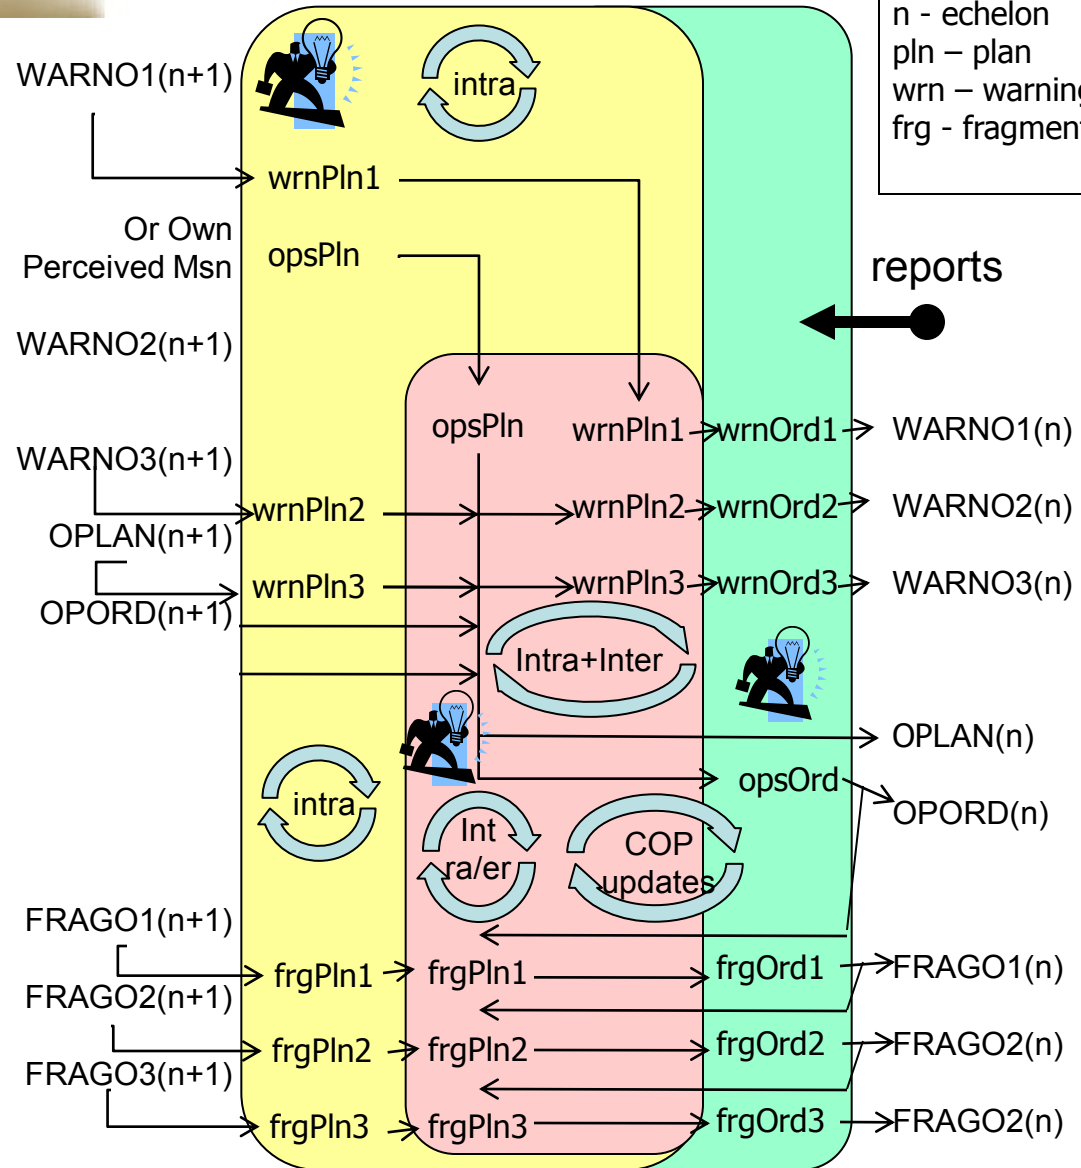 n - echelon
pln – plan
wrn – warning
frg - fragment
WARNO1(n+1)
intra
wrnPln1
Or Own
Perceived Msn
opsPln
reports
WARNO2(n+1)
opsPln
wrnPln1
wrnOrd1
WARNO1(n)
WARNO3(n+1)
wrnPln2
wrnPln2
wrnOrd2
WARNO2(n)
OPLAN(n+1)
wrnPln3
wrnPln3
wrnOrd3
WARNO3(n)
OPORD(n+1)
Intra+Inter
OPLAN(n)
opsOrd
OPORD(n)
intra
Int
ra/er
COP
updates
FRAGO1(n+1)
frgPln1
frgPln1
frgOrd1
FRAGO1(n)
FRAGO2(n+1)
frgPln2
frgPln2
frgOrd2
FRAGO2(n)
FRAGO3(n+1)
frgPln3
frgPln3
frgOrd3
FRAGO2(n)